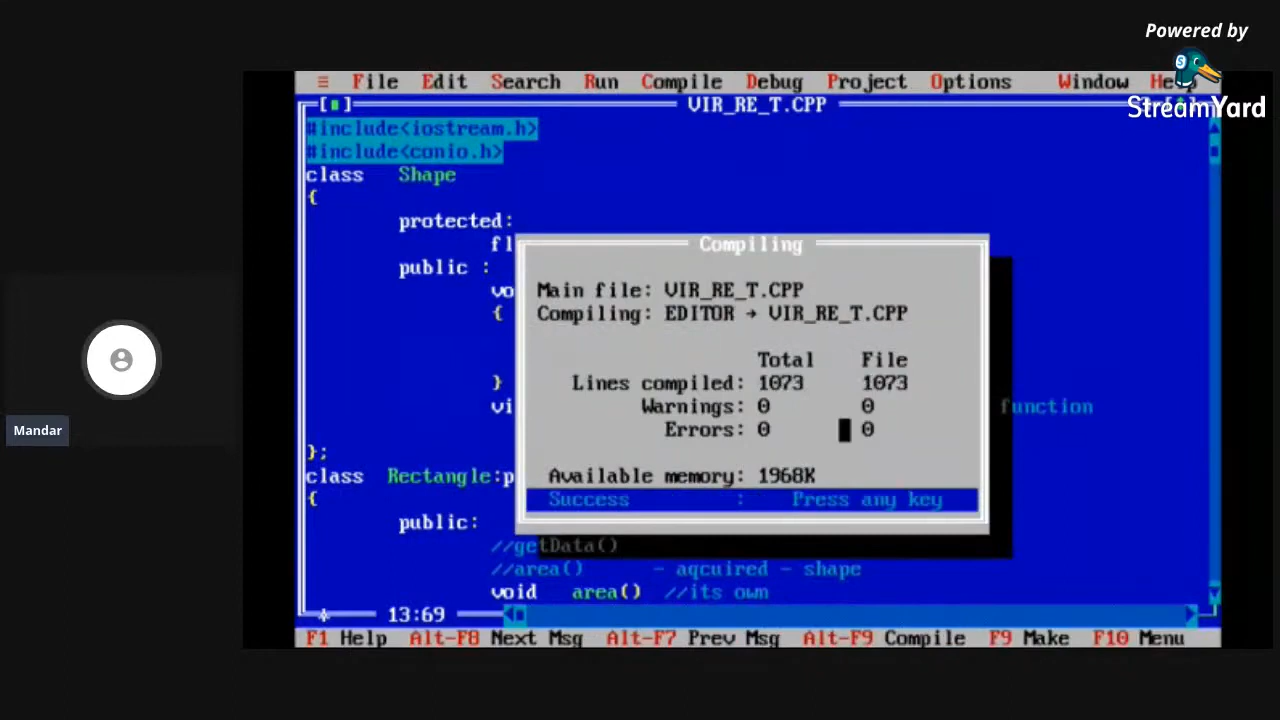 Powered by
StreamYard
≡ File Edit Search Run Compile Debug Project Options Window Help
VIR_RE_T.CPP
#include<iostream.h>
#include<conio.h>
class Shape
{
protected:
fl
public :
vo
{
}
vi function
};
class Rectangle:p
{
public:
//getData()
//area() - aqcuired - shape
void area() //its own
Compiling
Main file: VIR_RE_T.CPP
Compiling: EDITOR → VIR_RE_T.CPP
Total File
Lines compiled: 1073 1073
Warnings: 0 0
Errors: 0 0
Available memory: 1968K
Success : Press any key
13:69
F1 Help Alt-F8 Next Msg Alt-F7 Prev Msg Alt-F9 Compile F9 Make F10 Menu
Mandar